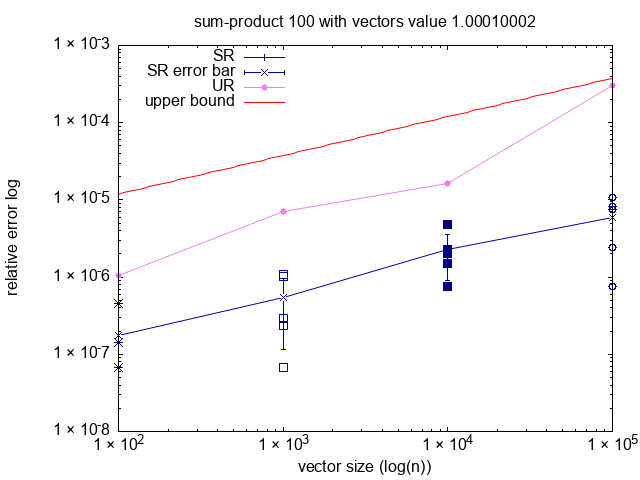 sum-product 100 with vectors value 1.00010002
SR
SR error bar
UR
upper bound
relative error log
1 × 10⁻³
1 × 10⁻⁴
1 × 10⁻⁵
1 × 10⁻⁶
1 × 10⁻⁷
1 × 10⁻⁸
1 × 10² 1 × 10³ 1 × 10⁴ 1 × 10⁵
vector size (log(n))